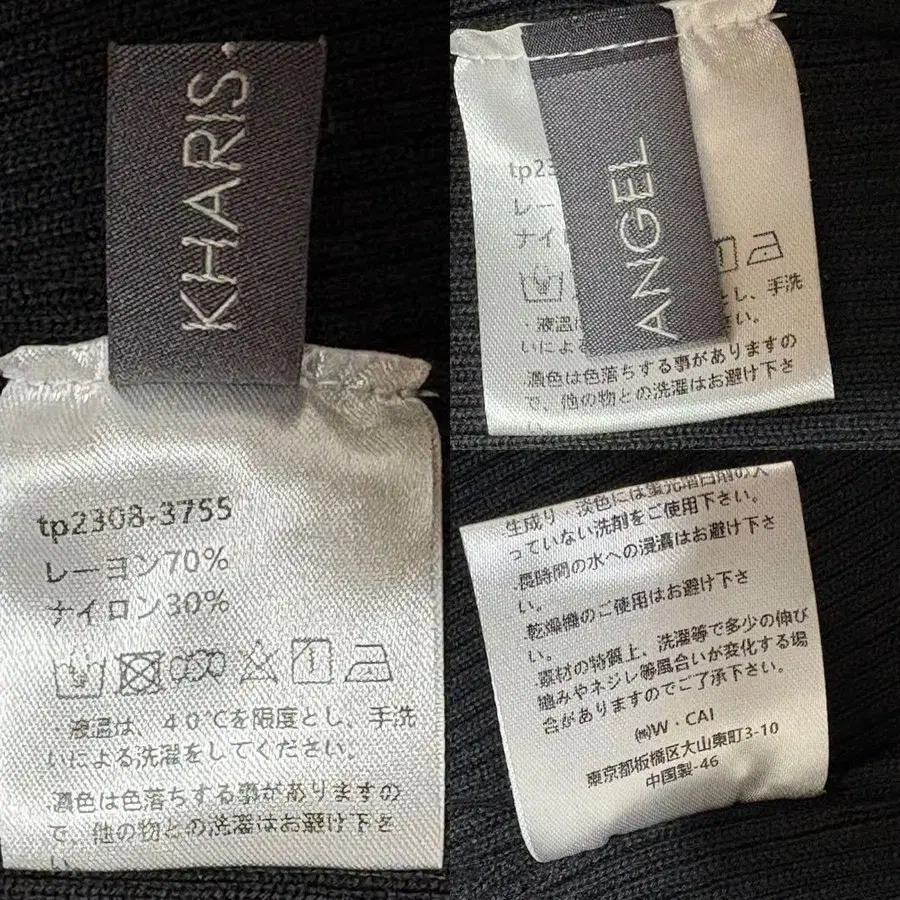 KHARIS
tp2308-3755
レーヨン70%
ナイロン30%
・液温は、40℃を限度とし、手洗
いによる洗濯をしてください。
濃色は色落ちする事がありますの
で、他の物との洗濯はお避け下さ
い。
ANGEL
tp23
レー
ナイ
とし、手洗
・液温は
い。
いによる
濃色は色落ちする事がありますの
で、他の物との洗濯はお避け下さ
い。
生成り・淡色には蛍光増白剤の入
っていない洗剤をご使用下さい。
長時間の水への浸漬はお避け下さ
い。
乾燥機のご使用はお避け下さ
い。
素材の特質上、洗濯等で多少の伸び
縮みやネジレ等風合いが変化する場
合がありますのでご了承下さい。
㈱W・CAI
東京都板橋区大山東町3-10
中国製-46